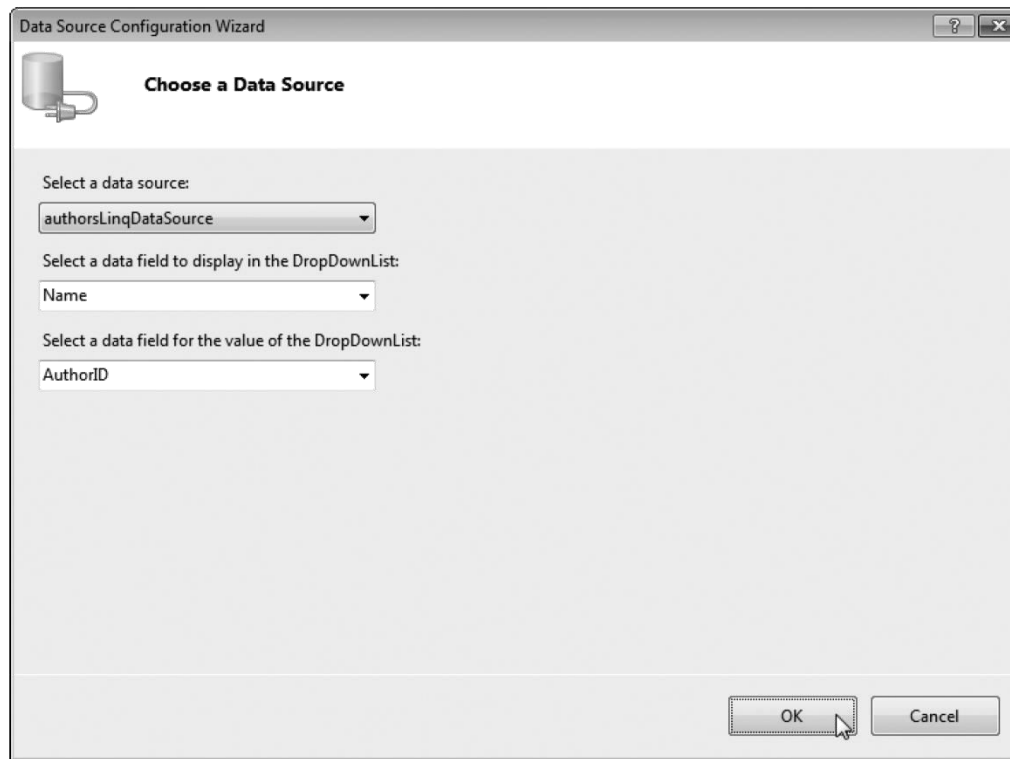 Data Source Configuration Wizard
Choose a Data Source
Select a data source:
authorsLinqDataSource
Select a data field to display in the DropDownList:
Name
Select a data field for the value of the DropDownList:
AuthorID
OK
Cancel